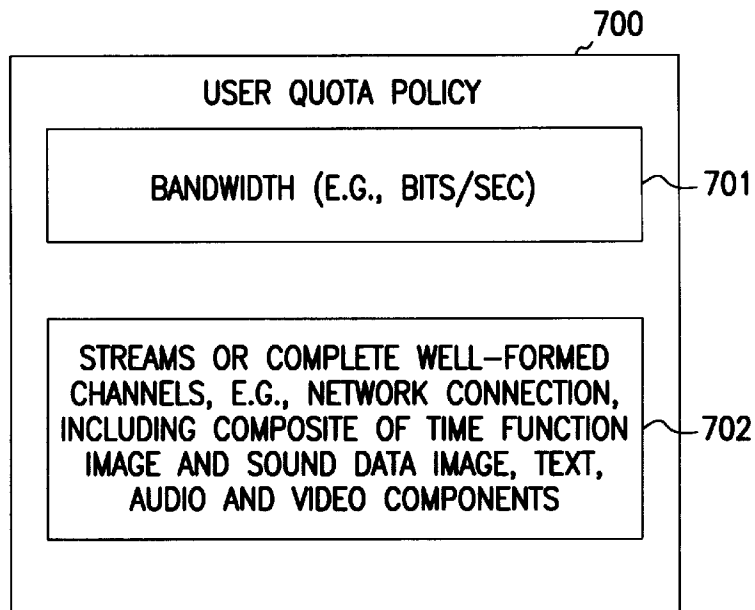 700
USER QUOTA POLICY
BANDWIDTH (E.G., BITS/SEC)
701
STREAMS OR COMPLETE WELL-FORMED
CHANNELS, E.G., NETWORK CONNECTION,
INCLUDING COMPOSITE OF TIME FUNCTION
IMAGE AND SOUND DATA IMAGE, TEXT,
AUDIO AND VIDEO COMPONENTS
702